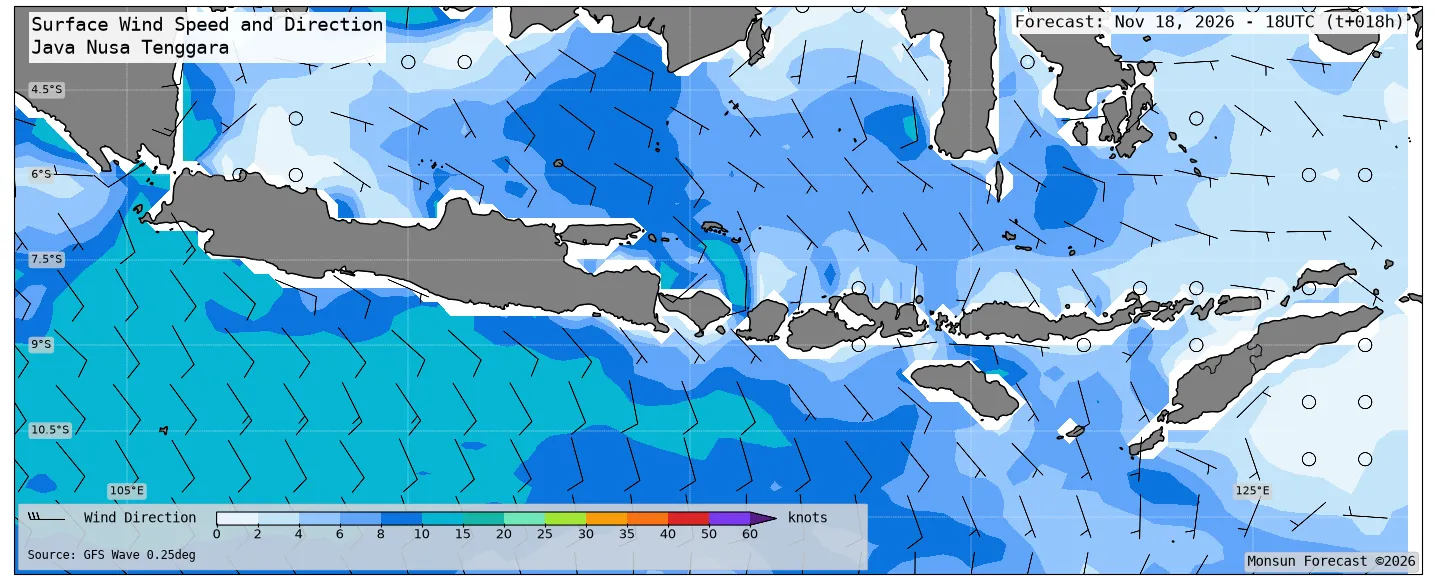 Surface Wind Speed and Direction
Java Nusa Tenggara
Forecast: Nov 18, 2026 - 18UTC (t+018h)
4.5°S
6°S
7.5°S
9°S
10.5°S
105°E
125°E
Wind Direction
0 2 4 6 8 10 15 20 25 30 35 40 50 60
knots
Source: GFS Wave 0.25deg
Monsun Forecast ©2026